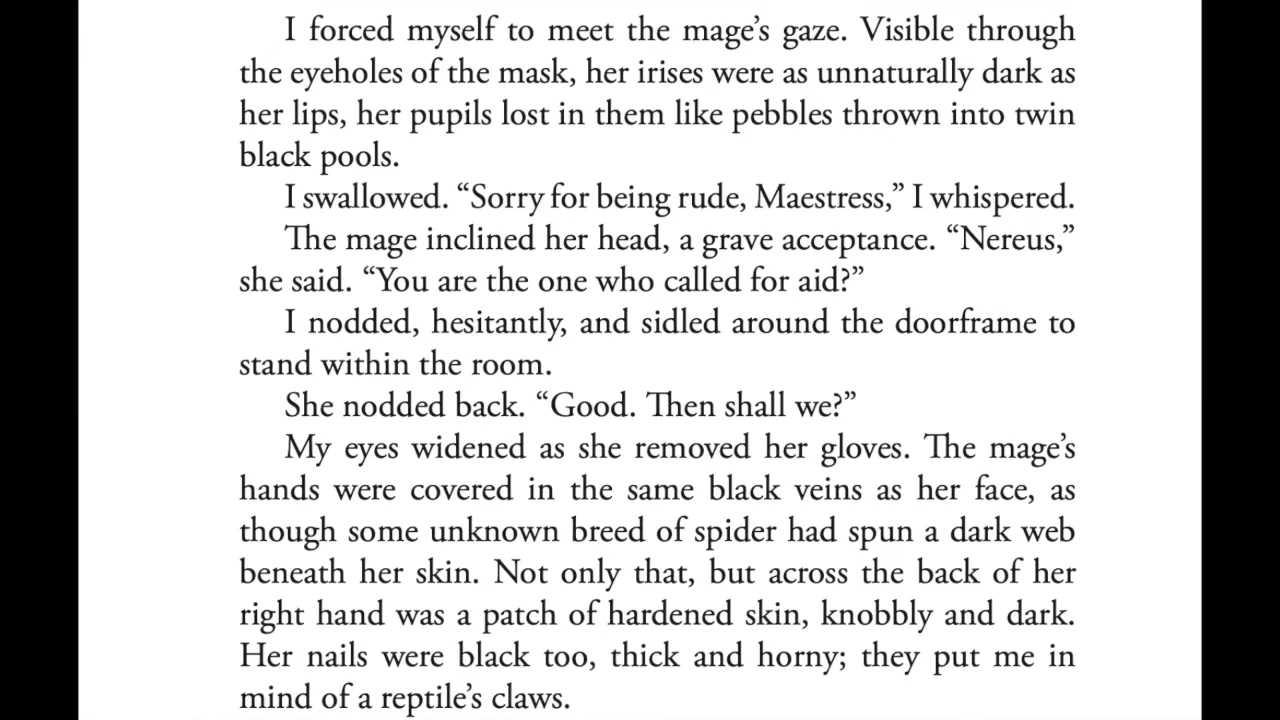 I forced myself to meet the mage’s gaze. Visible through
the eyeholes of the mask, her irises were as unnaturally dark as
her lips, her pupils lost in them like pebbles thrown into twin
black pools.
I swallowed. “Sorry for being rude, Maestress,” I whispered.
The mage inclined her head, a grave acceptance. “Nereus,”
she said. “You are the one who called for aid?”
I nodded, hesitantly, and sidled around the doorframe to
stand within the room.
She nodded back. “Good. Then shall we?”
My eyes widened as she removed her gloves. The mage’s
hands were covered in the same black veins as her face, as
though some unknown breed of spider had spun a dark web
beneath her skin. Not only that, but across the back of her
right hand was a patch of hardened skin, knobbly and dark.
Her nails were black too, thick and horny; they put me in
mind of a reptile’s claws.